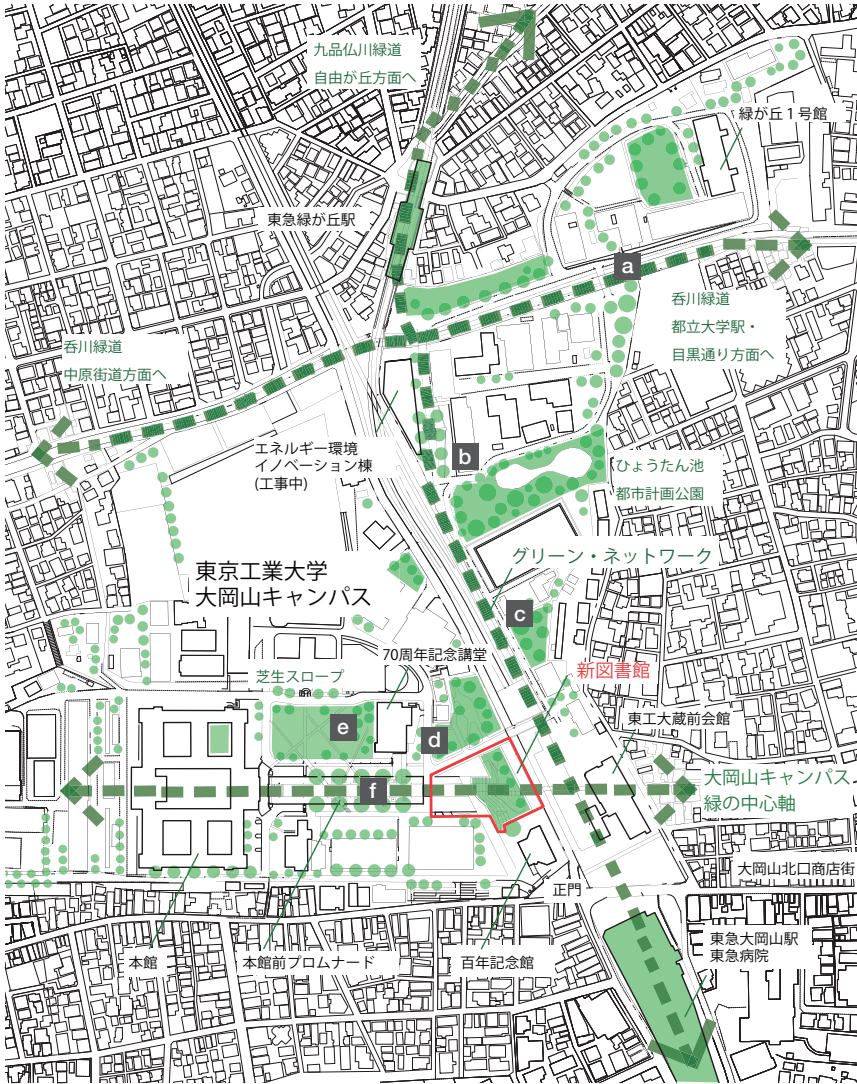 九品仏川緑道
自由が丘方面へ
緑が丘１号館
東急緑が丘駅
a
呑川緑道
都立大学駅・
目黒通り方面へ
呑川緑道
中原街道方面へ
エネルギー環境
イノベーション棟
(工事中)
b
ひょうたん池
都市計画公園
グリーン・ネットワーク
東京工業大学
大岡山キャンパス
c
70周年記念講堂
芝生スロープ
新図書館
e
d
東工大蔵前会館
f
大岡山キャンパス
緑の中心軸
大岡山北口商店街
正門
本館
本館前プロムナード
百年記念館
東急大岡山駅
東急病院